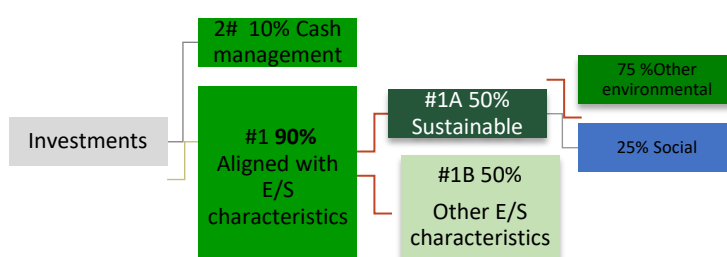 2# 10% Cash
management
Investments
#1 90%
Aligned with
E/S
characteristics
#1A 50%
Sustainable
#1B 50%
Other E/S
characteristics
75 %Other
environmental
25% Social